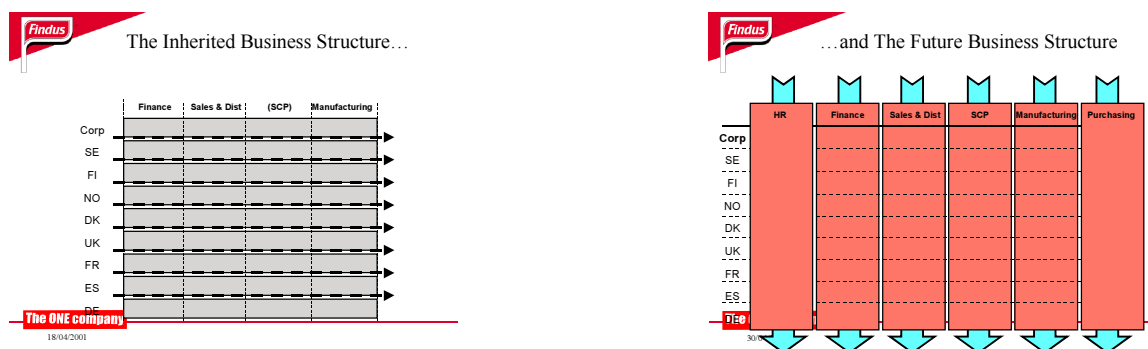 Findus
The Inherited Business Structure…
Finance Sales & Dist (SCP) Manufacturing
Corp
SE
FI
NO
DK
UK
FR
ES
DE
The ONE company
18/04/2001
Findus
…and The Future Business Structure
HR Finance Sales & Dist SCP Manufacturing Purchasing
Corp
SE
FI
NO
DK
UK
FR
ES
DE